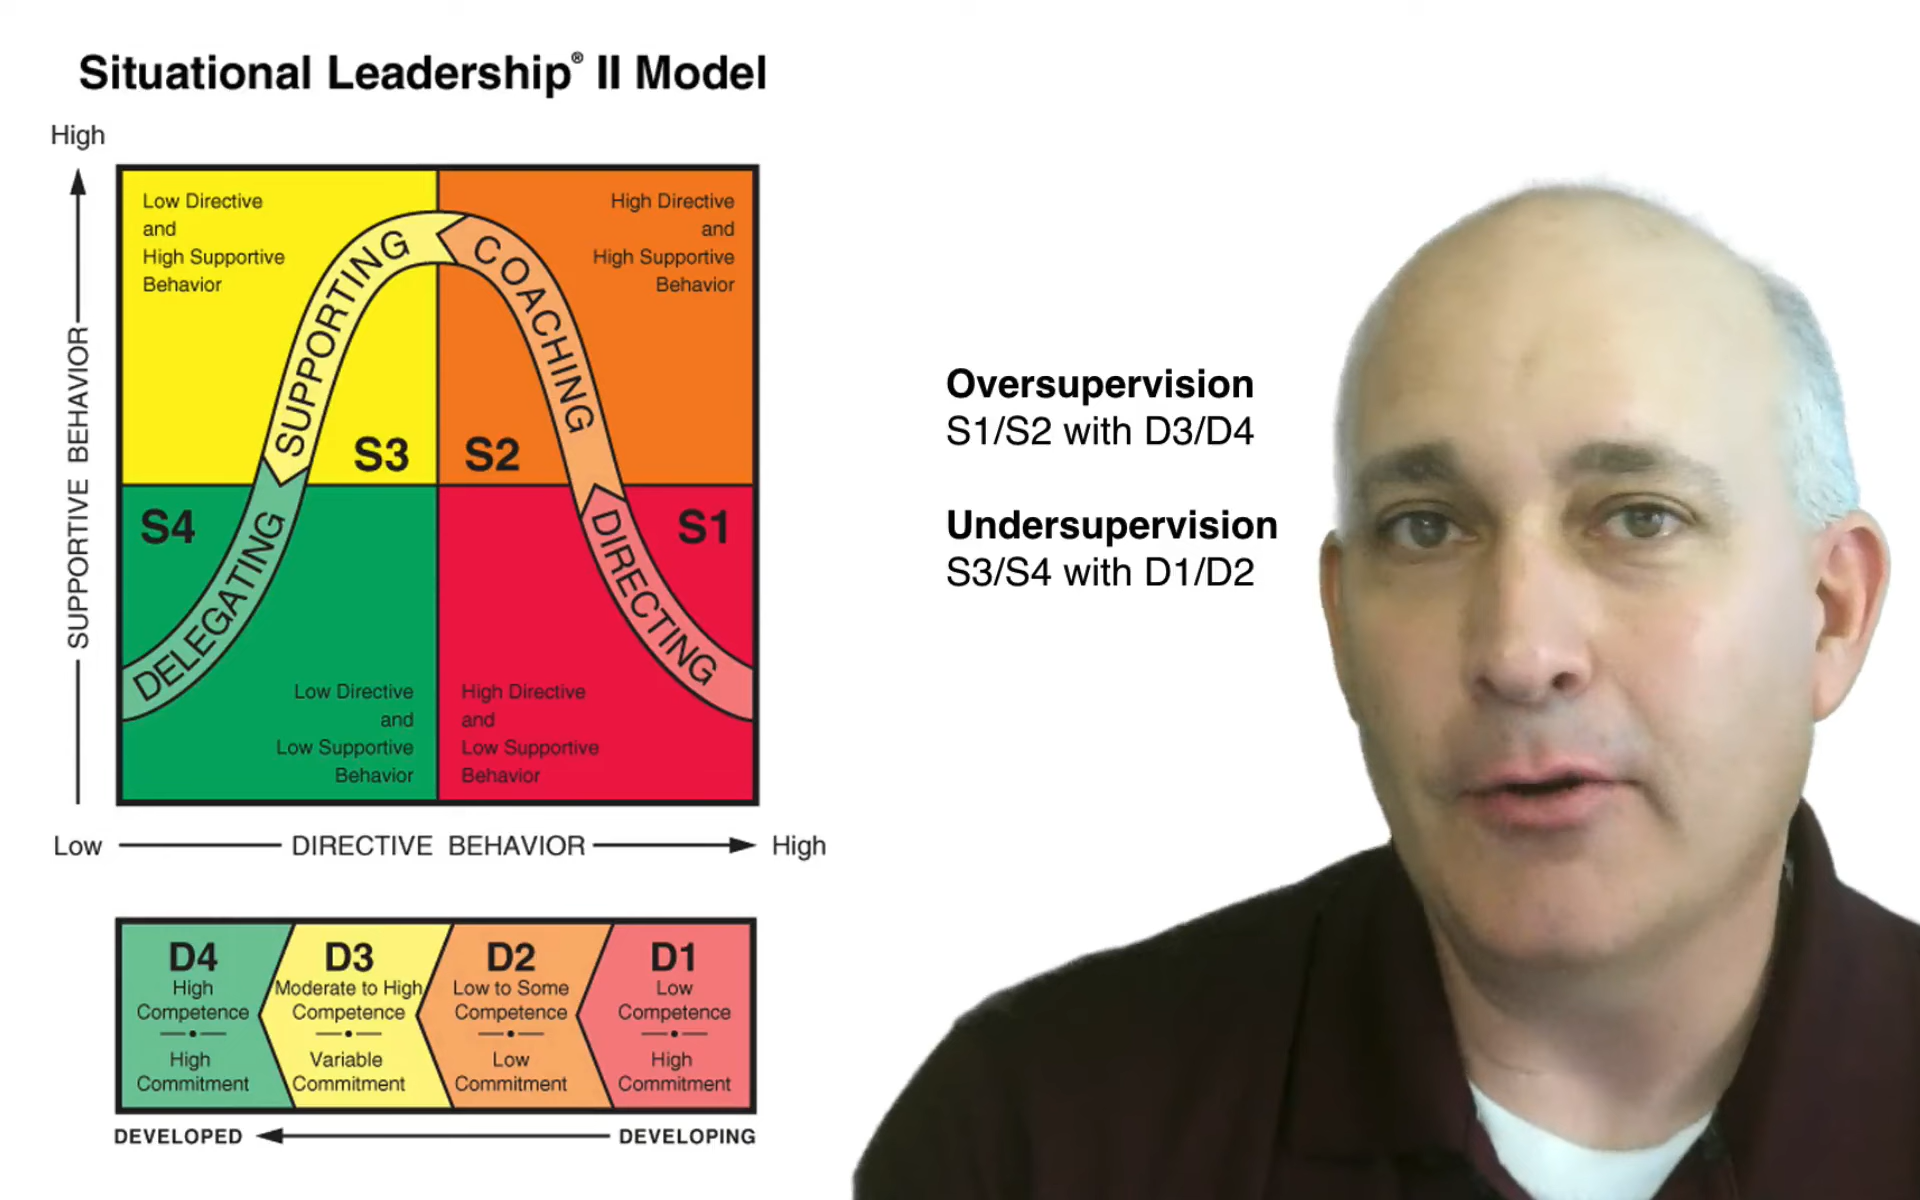 Situational Leadership® II Model
High
SUPPORTIVE BEHAVIOR
Low Directive
and
High Supportive
Behavior
High Directive
and
High Supportive
Behavior
SUPPORTING
COACHING
S3
S2
S4
S1
DELEGATING
DIRECTING
Low Directive
and
Low Supportive
Behavior
High Directive
and
Low Supportive
Behavior
Low
DIRECTIVE BEHAVIOR
High
D4
High
Competence
High
Commitment
D3
Moderate to High
Competence
Variable
Commitment
D2
Low to Some
Competence
Low
Commitment
D1
Low
Competence
High
Commitment
DEVELOPED
DEVELOPING
Oversupervision
S1/S2 with D3/D4
Undersupervision
S3/S4 with D1/D2